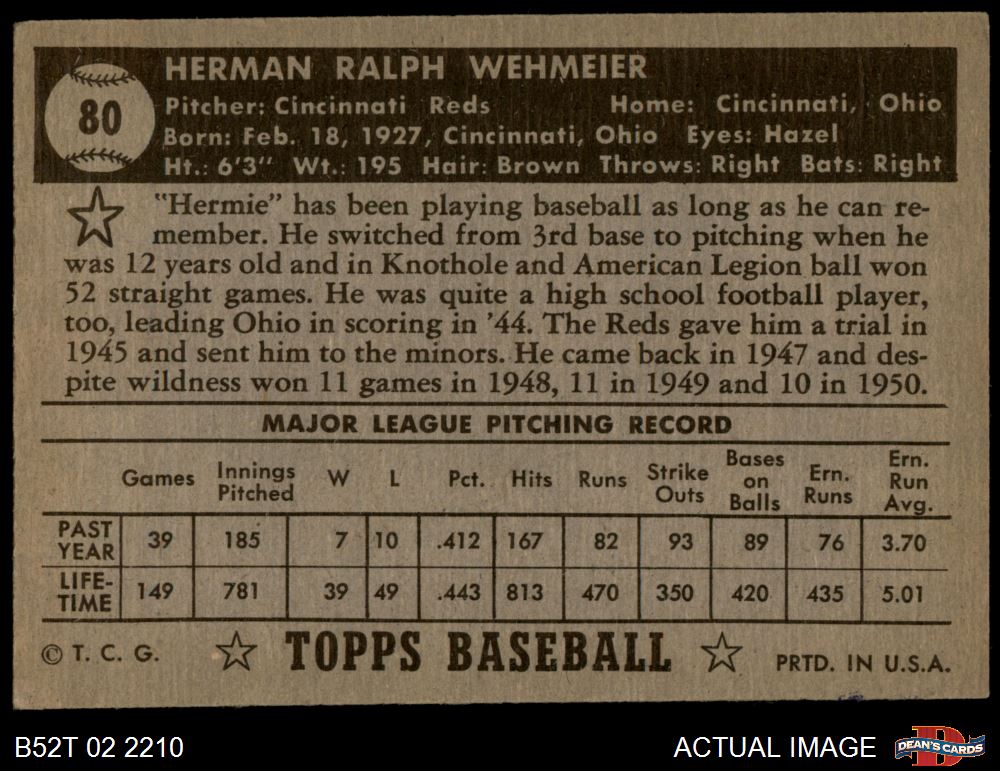 80
HERMAN RALPH WEHMEIER
Pitcher: Cincinnati Reds Home: Cincinnati, Ohio
Born: Feb. 18, 1927, Cincinnati, Ohio Eyes: Hazel
Ht.: 6'3" Wt.: 195 Hair: Brown Throws: Right Bats: Right
"Hermie" has been playing baseball as long as he can re-
member. He switched from 3rd base to pitching when he
was 12 years old and in Knothole and American Legion ball won
52 straight games. He was quite a high school football player,
too, leading Ohio in scoring in '44. The Reds gave him a trial in
1945 and sent him to the minors. He came back in 1947 and des-
pite wildness won 11 games in 1948, 11 in 1949 and 10 in 1950.
MAJOR LEAGUE PITCHING RECORD
Games Innings Pitched W L Pct. Hits Runs Strike Outs Bases on Balls Ern. Runs Ern. Run Avg.
PAST YEAR 39 185 7 10 .412 167 82 93 89 76 3.70
LIFE-TIME 149 781 39 49 .443 813 470 350 420 435 5.01
© T. C. G. TOPPS BASEBALL PRTD. IN U.S.A.
B52T 02 2210 ACTUAL IMAGE DEAN'S CARDS